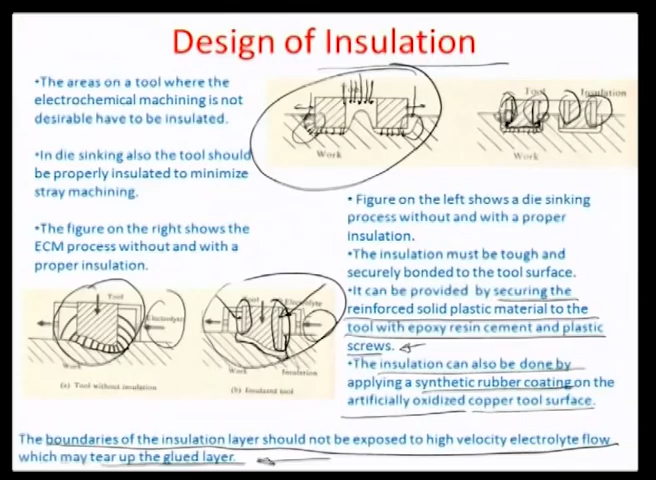 Design of Insulation
•The areas on a tool where the
electrochemical machining is not
desirable have to be insulated.
•In die sinking also the tool should
be properly insulated to minimize
stray machining.
•The figure on the right shows the
ECM process without and with a
proper insulation.
Tool
Work
Tool
Insulation
Work
• Figure on the left shows a die sinking
process without and with a proper
insulation.
•The insulation must be tough and
securely bonded to the tool surface.
•It can be provided by securing the
reinforced solid plastic material to the
tool with epoxy resin cement and plastic
screws.
•The insulation can also be done by
applying a synthetic rubber coating on the
artificially oxidized copper tool surface.
Tool
Electrolyte
Work
(a) Tool without insulation
Tool
Electrolyte
Work
Insulation
(b) Insulated tool
The boundaries of the insulation layer should not be exposed to high velocity electrolyte flow
which may tear up the glued layer.